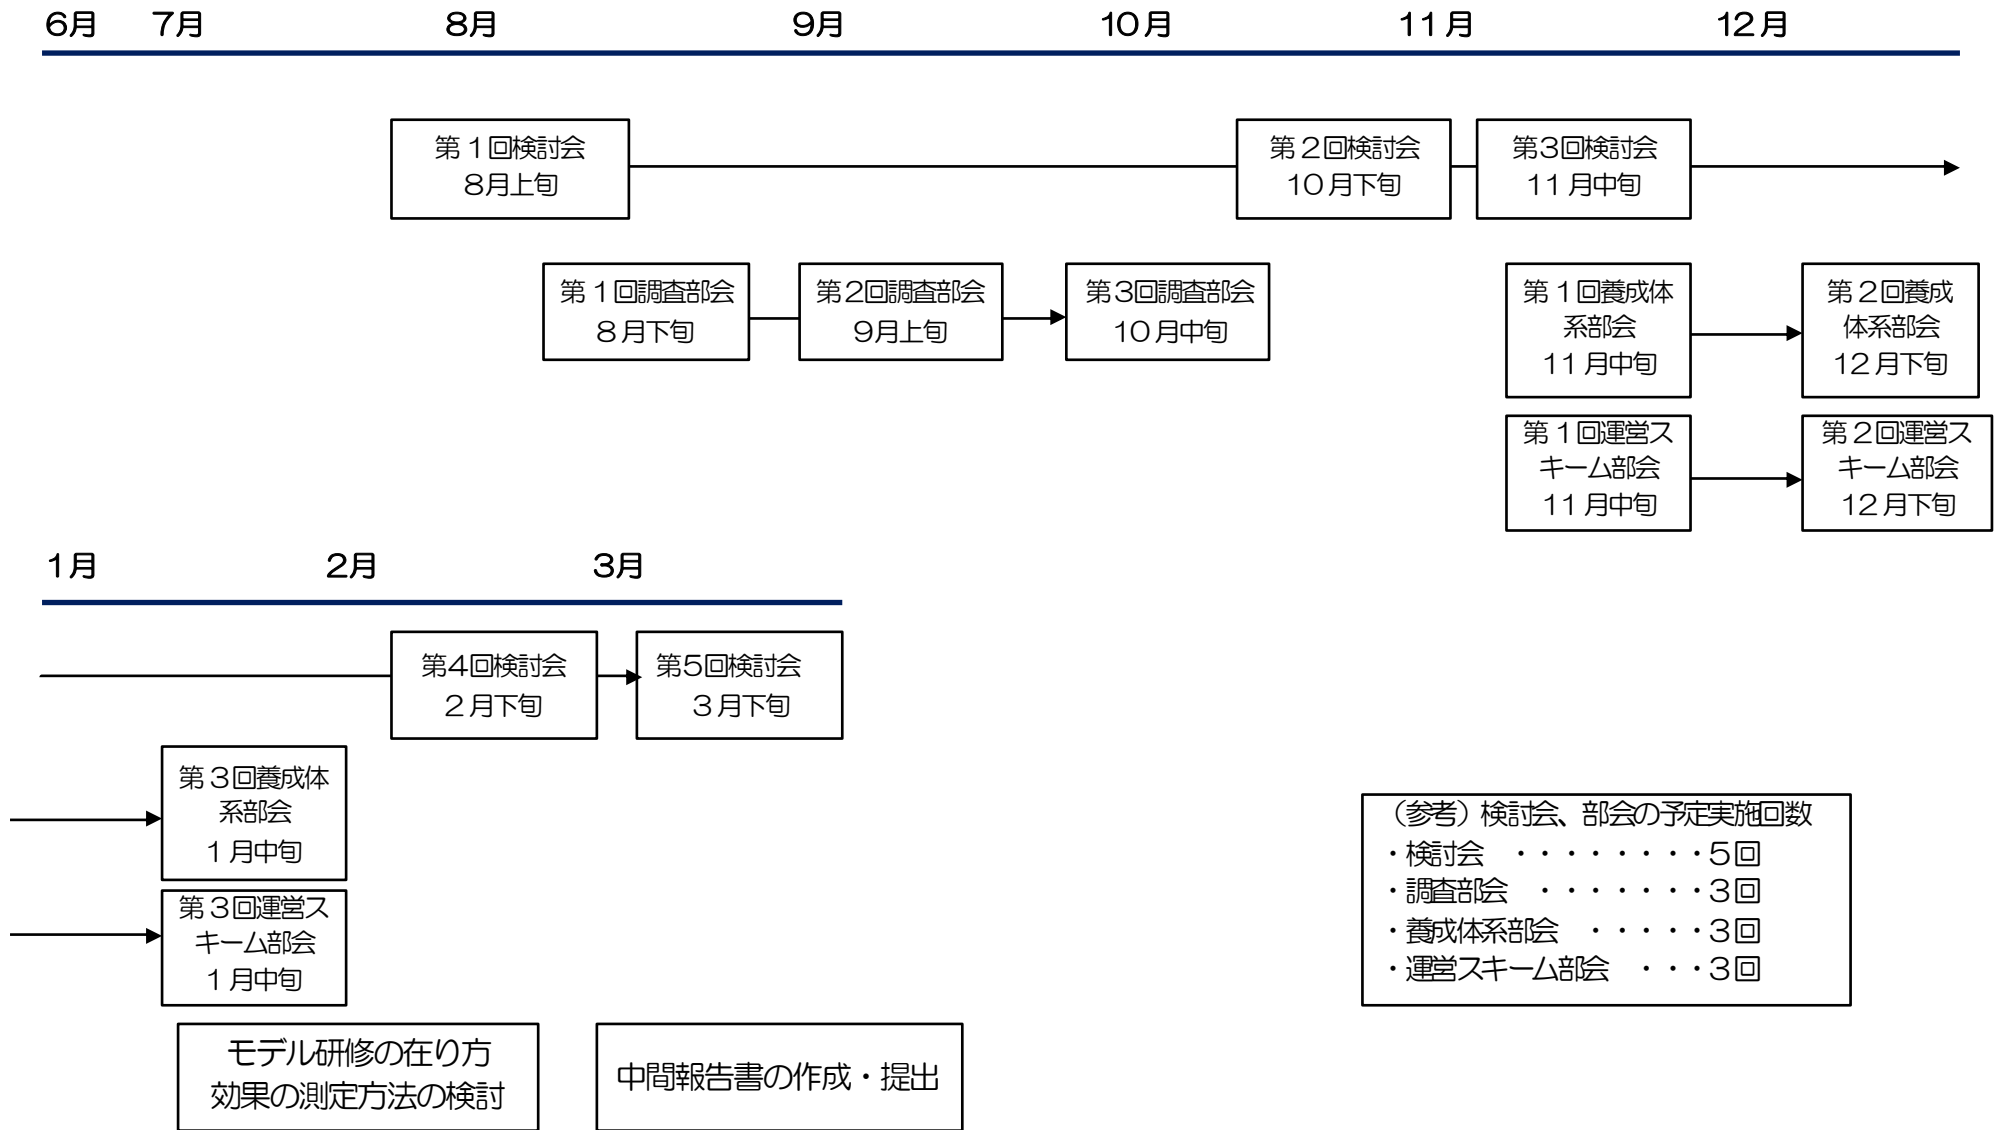 6月 7月 8月 9月 10月 11月 12月
第1回検討会
8月上旬
第2回検討会
10月下旬
第3回検討会
11月中旬
第1回調査部会
8月下旬
第2回調査部会
9月上旬
第3回調査部会
10月中旬
第1回養成体
系部会
11月中旬
第2回養成
体系部会
12月下旬
第1回運営ス
キーム部会
11月中旬
第2回運営ス
キーム部会
12月下旬
1月 2月 3月
第4回検討会
2月下旬
第5回検討会
3月下旬
第3回養成体
系部会
1月中旬
第3回運営ス
キーム部会
1月中旬
(参考)検討会、部会の予定実施回数
・検討会 ・・・・・・・・5回
・調査部会 ・・・・・・・3回
・養成体系部会 ・・・・・3回
・運営スキーム部会 ・・・3回
モデル研修の在り方
効果の測定方法の検討
中間報告書の作成・提出